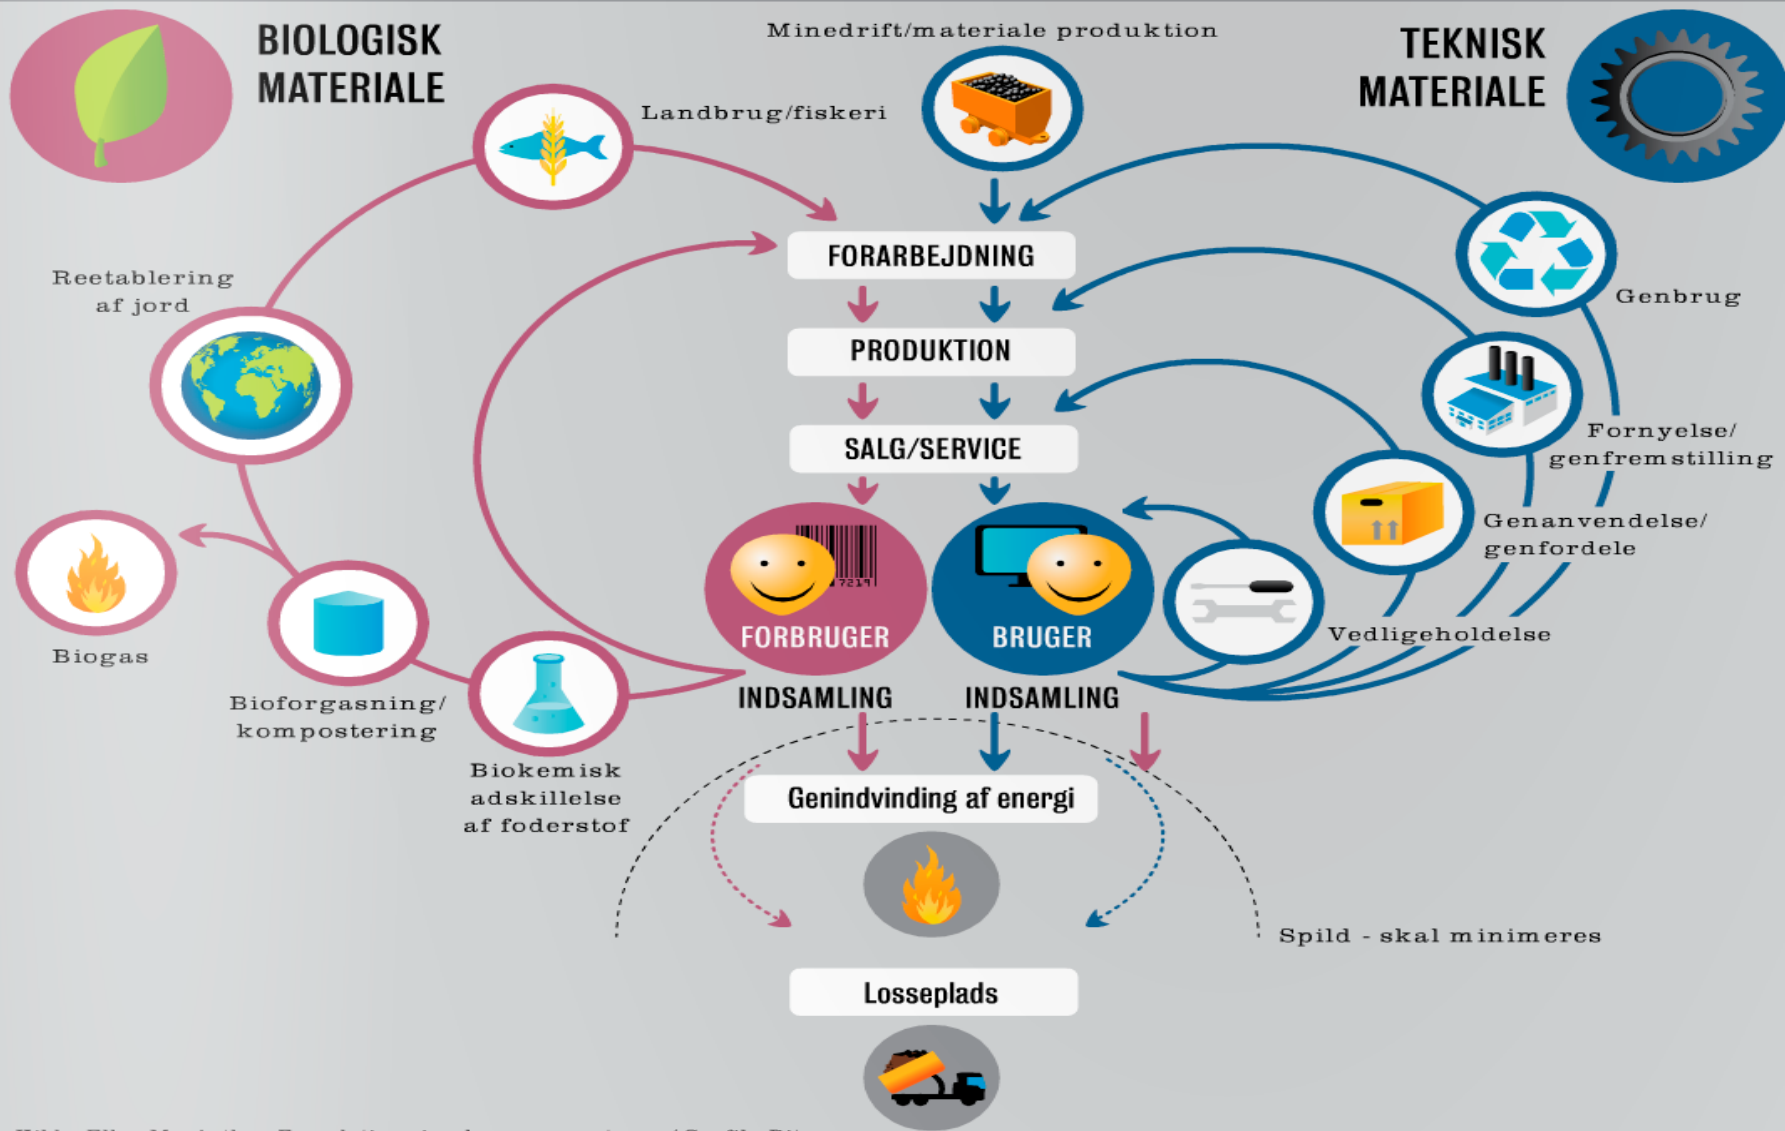 BIOLOGISK
MATERIALE
Minedrift/materiale produktion
TEKNISK
MATERIALE
Landbrug/fiskeri
Reetablering
af jord
FORARBEJDNING
Genbrug
PRODUKTION
Fornyelse/
genfremstilling
SALG/SERVICE
Genanvendelse/
genfordele
7219
FORBRUGER
BRUGER
Vedligeholdelse
Biogas
INDSAMLING
INDSAMLING
Bioforgasning/
kompostering
Biokemisk
adskillelse
af foderstof
Genindvinding af energi
Spild - skal minimeres
Losseplads